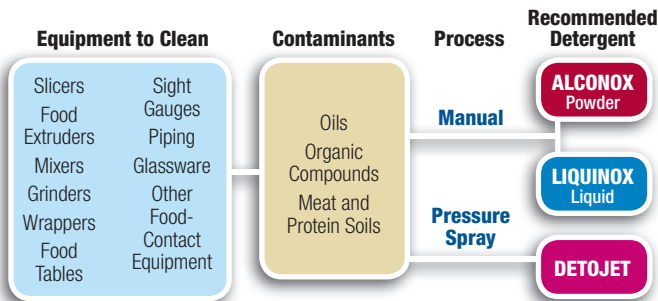 Equipment to Clean
Contaminants
Process
Recommended
Detergent
Slicers
Food
Extruders
Mixers
Grinders
Wrappers
Food
Tables
Sight
Gauges
Piping
Glassware
Other
Food-
Contact
Equipment
Oils
Organic
Compounds
Meat and
Protein Soils
Manual
Pressure
Spray
ALCONOX
Powder
LIQUINOX
Liquid
DETOJET